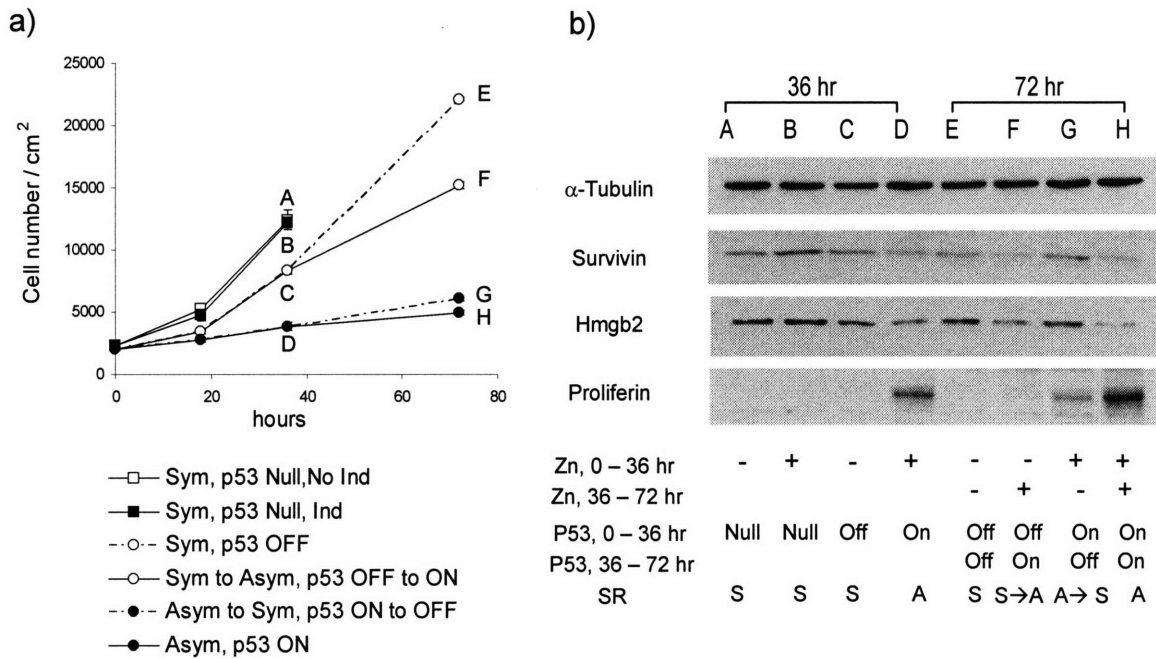 a)
25000
20000
15000
10000
5000
0
Cell number / cm2
0 20 40 60 80
hours
A
B
C
D
E
F
G
H
Sym, p53 Null,No Ind
Sym, p53 Null, Ind
Sym, p53 OFF
Sym to Asym, p53 OFF to ON
Asym to Sym, p53 ON to OFF
Asym, p53 ON
b)
36 hr 72 hr
A B C D E F G H
α-Tubulin
Survivin
Hmgb2
Proliferin
Zn, 0 – 36 hr - + - + - - + +
Zn, 36 – 72 hr - + - +
P53, 0 – 36 hr Null Null Off On Off Off On On
P53, 36 – 72 hr Off On Off On
SR S S S A S S→A A→ S A